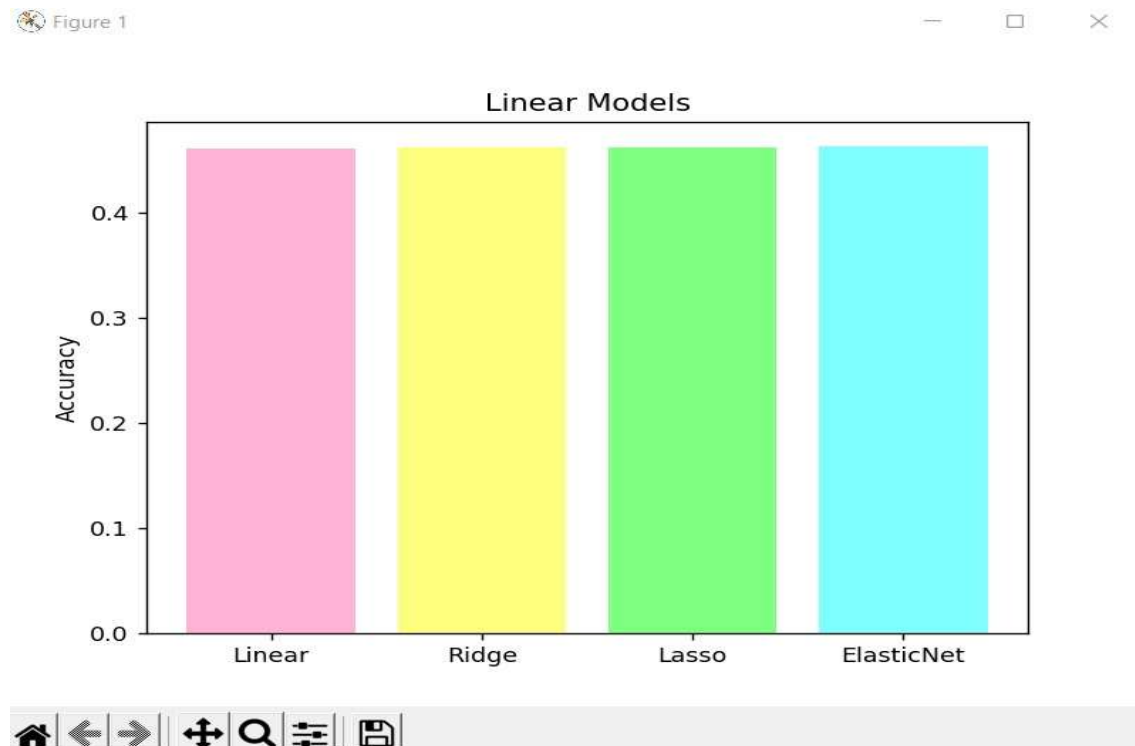 Figure 1
Linear Models
Accuracy
0.4
0.3
0.2
0.1
0.0
Linear
Ridge
Lasso
ElasticNet